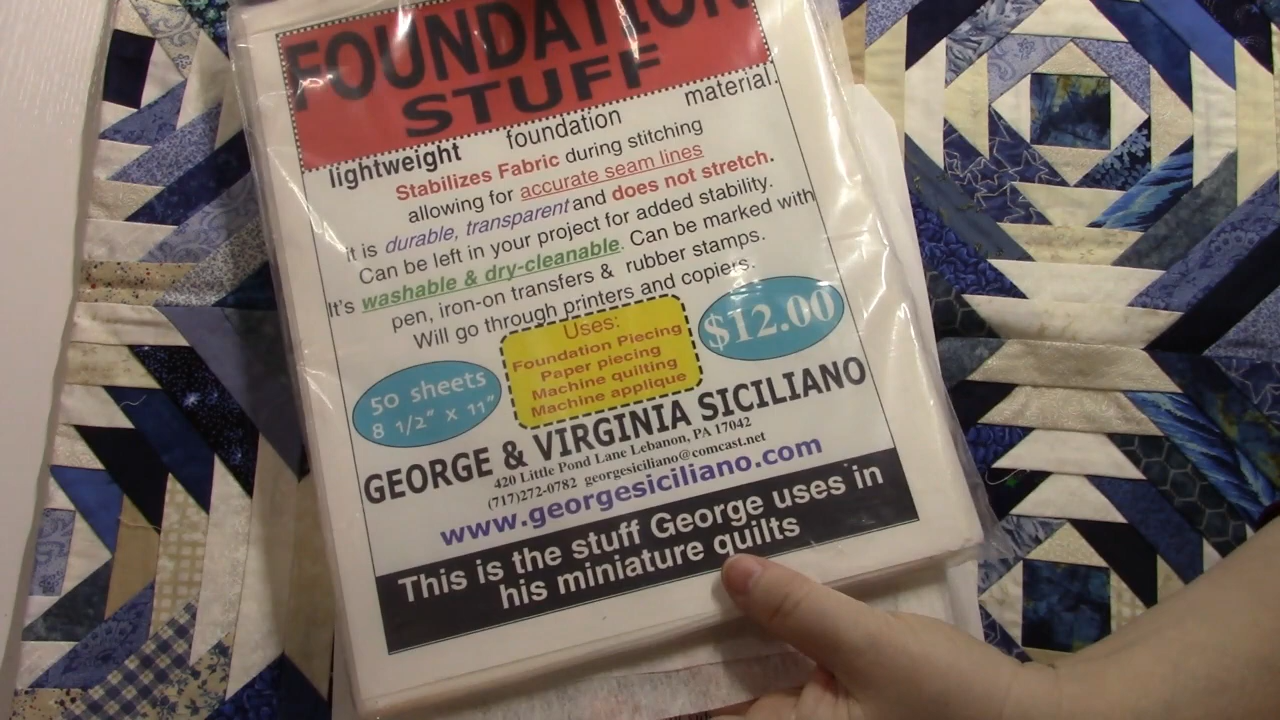 FOUNDATION
STUFF
lightweight foundation material.
Stabilizes Fabric during stitching
allowing for accurate seam lines
It is durable, transparent and does not stretch.
Can be left in your project for added stability.
It's washable & dry-cleanable. Can be marked with
pen, iron-on transfers & rubber stamps.
Will go through printers and copiers.
50 sheets
8 1/2" x 11"
Uses:
Foundation Piecing
Paper piecing
Machine quilting
Machine applique
$12.00
GEORGE & VIRGINIA SICILIANO
420 Little Pond Lane Lebanon, PA 17042
(717)272-0782 georgesiciliano@comcast.net
www.georgesiciliano.com
This is the stuff George uses in
his miniature quilts